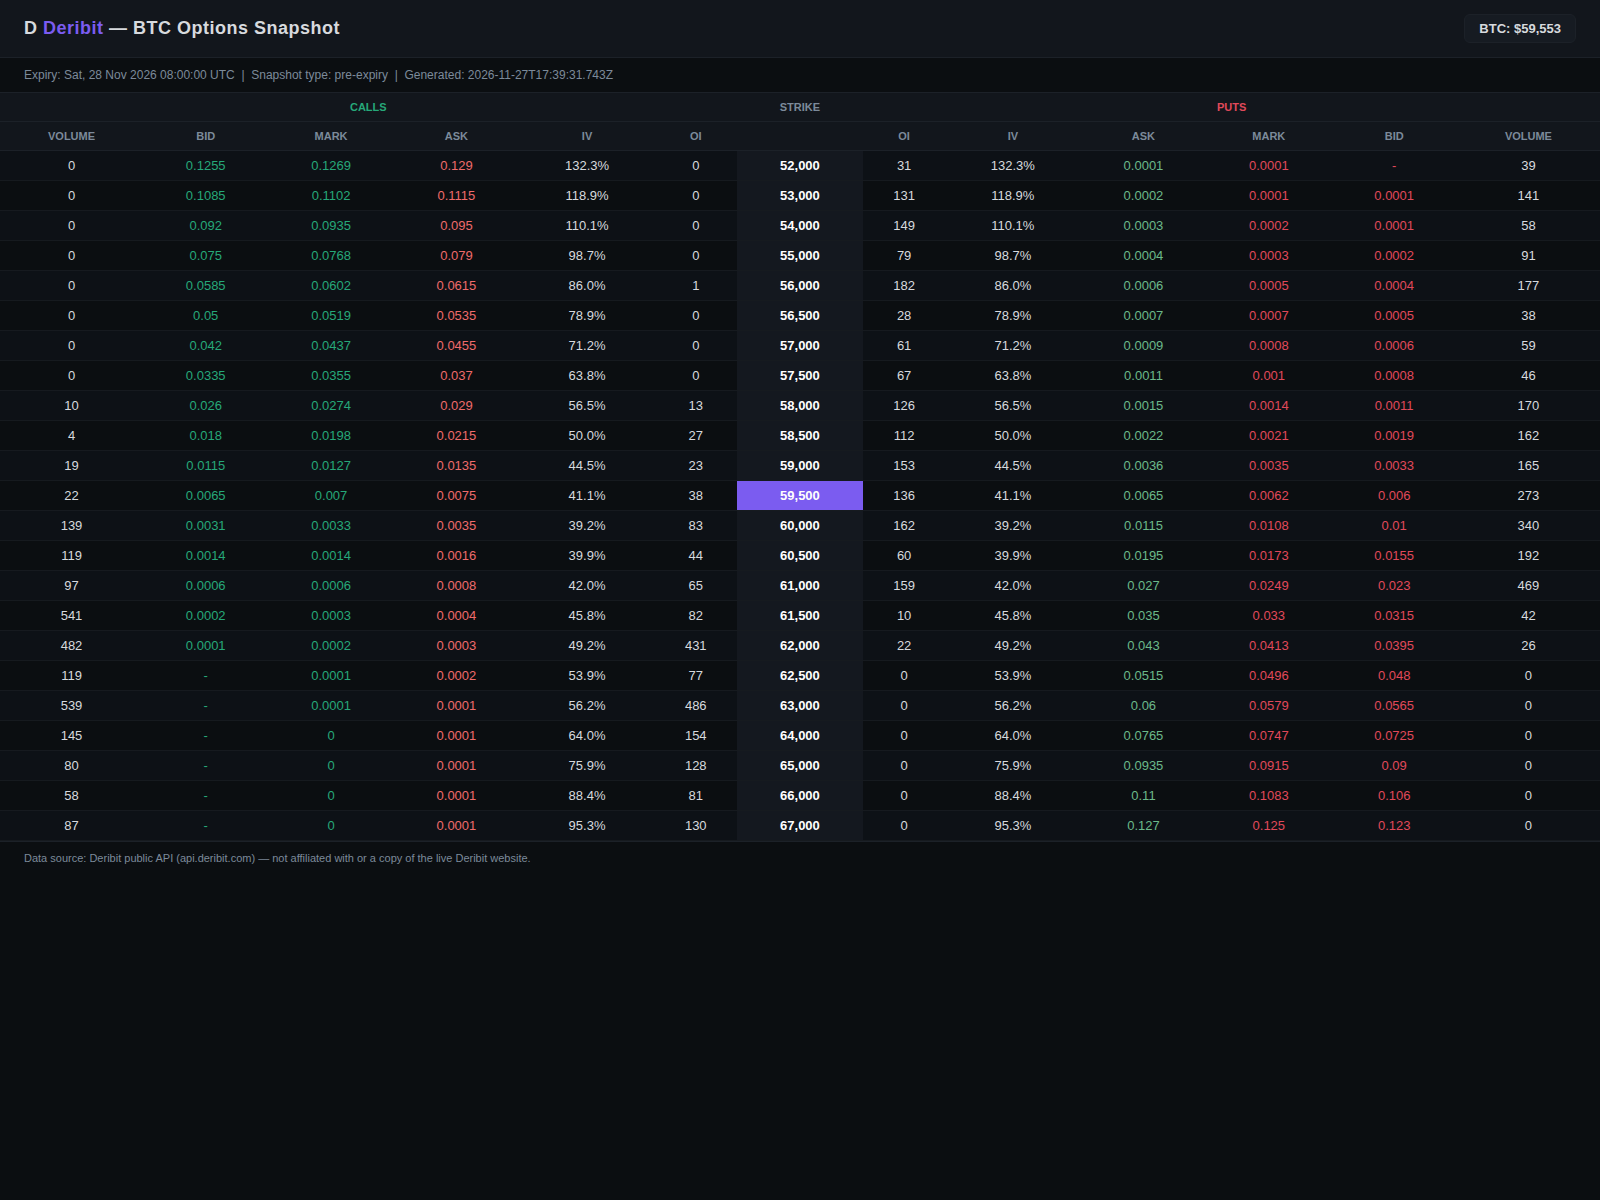 D Deribit — BTC Options Snapshot
BTC: $59,553
Expiry: Sat, 28 Nov 2026 08:00:00 UTC | Snapshot type: pre-expiry | Generated: 2026-11-27T17:39:31.743Z
CALLS STRIKE PUTS
VOLUME BID MARK ASK IV OI OI IV ASK MARK BID VOLUME
0 0.1255 0.1269 0.129 132.3% 0 52,000 31 132.3% 0.0001 0.0001 - 39
0 0.1085 0.1102 0.1115 118.9% 0 53,000 131 118.9% 0.0002 0.0001 0.0001 141
0 0.092 0.0935 0.095 110.1% 0 54,000 149 110.1% 0.0003 0.0002 0.0001 58
0 0.075 0.0768 0.079 98.7% 0 55,000 79 98.7% 0.0004 0.0003 0.0002 91
0 0.0585 0.0602 0.0615 86.0% 1 56,000 182 86.0% 0.0006 0.0005 0.0004 177
0 0.05 0.0519 0.0535 78.9% 0 56,500 28 78.9% 0.0007 0.0007 0.0005 38
0 0.042 0.0437 0.0455 71.2% 0 57,000 61 71.2% 0.0009 0.0008 0.0006 59
0 0.0335 0.0355 0.037 63.8% 0 57,500 67 63.8% 0.0011 0.001 0.0008 46
10 0.026 0.0274 0.029 56.5% 13 58,000 126 56.5% 0.0015 0.0014 0.0011 170
4 0.018 0.0198 0.0215 50.0% 27 58,500 112 50.0% 0.0022 0.0021 0.0019 162
19 0.0115 0.0127 0.0135 44.5% 23 59,000 153 44.5% 0.0036 0.0035 0.0033 165
22 0.0065 0.007 0.0075 41.1% 38 59,500 136 41.1% 0.0065 0.0062 0.006 273
139 0.0031 0.0033 0.0035 39.2% 83 60,000 162 39.2% 0.0115 0.0108 0.01 340
119 0.0014 0.0014 0.0016 39.9% 44 60,500 60 39.9% 0.0195 0.0173 0.0155 192
97 0.0006 0.0006 0.0008 42.0% 65 61,000 159 42.0% 0.027 0.0249 0.023 469
541 0.0002 0.0003 0.0004 45.8% 82 61,500 10 45.8% 0.035 0.033 0.0315 42
482 0.0001 0.0002 0.0003 49.2% 431 62,000 22 49.2% 0.043 0.0413 0.0395 26
119 - 0.0001 0.0002 53.9% 77 62,500 0 53.9% 0.0515 0.0496 0.048 0
539 - 0.0001 0.0001 56.2% 486 63,000 0 56.2% 0.06 0.0579 0.0565 0
145 - 0 0.0001 64.0% 154 64,000 0 64.0% 0.0765 0.0747 0.0725 0
80 - 0 0.0001 75.9% 128 65,000 0 75.9% 0.0935 0.0915 0.09 0
58 - 0 0.0001 88.4% 81 66,000 0 88.4% 0.11 0.1083 0.106 0
87 - 0 0.0001 95.3% 130 67,000 0 95.3% 0.127 0.125 0.123 0
Data source: Deribit public API (api.deribit.com) — not affiliated with or a copy of the live Deribit website.